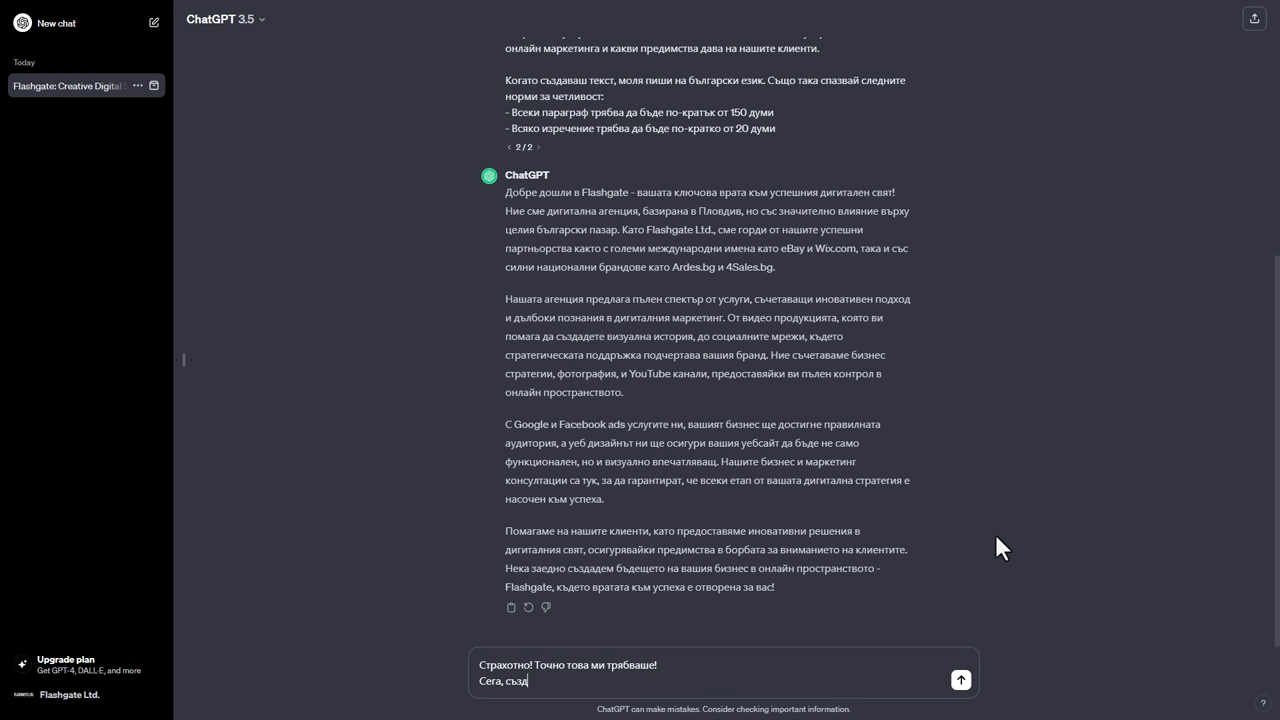 New chat
Today
Flashgate: Creative Digital
Upgrade plan
Get GPT-4, DALL·E, and more
Flashgate Ltd.
ChatGPT 3.5
онлайн маркетинга и какви предимства дава на нашите клиенти.
Когато създаваш текст, моля пиши на български език. Също така спазвай следните
норми за четливост:
- Всеки параграф трябва да бъде по-кратък от 150 думи
- Всяко изречение трябва да бъде по-кратко от 20 думи
2 / 2
ChatGPT
Добре дошли в Flashgate - вашата ключова врата към успешния дигитален свят!
Ние сме дигитална агенция, базирана в Пловдив, но със значително влияние върху
целия български пазар. Като Flashgate Ltd., сме горди от нашите успешни
партньорства както с големи международни имена като eBay и Wix.com, така и със
силни национални брандове като Ardes.bg и 4Sales.bg.
Нашата агенция предлага пълен спектър от услуги, съчетаващи иновативен подход
и дълбоки познания в дигиталния маркетинг. От видео продукцията, която ви
помага да създадете визуална история, до социалните мрежи, където
стратегическата поддръжка подчертава вашия бранд. Ние съчетаваме бизнес
стратегии, фотография, и YouTube канали, предоставяйки ви пълен контрол в
онлайн пространството.
С Google и Facebook ads услугите ни, вашият бизнес ще достигне правилната
аудитория, а уеб дизайнът ни ще осигури вашия уебсайт да бъде не само
функционален, но и визуално впечатляващ. Нашите бизнес и маркетинг
консултации са тук, за да гарантират, че всеки етап от вашата дигитална стратегия е
насочен към успеха.
Помагаме на нашите клиенти, като предоставяме иновативни решения в
дигиталния свят, осигурявайки предимства в борбата за вниманието на клиентите.
Нека заедно създадем бъдещето на вашия бизнес в онлайн пространството -
Flashgate, където вратата към успеха е отворена за вас!
Страхотно! Точно това ми трябваше!
Сега, създ
ChatGPT can make mistakes. Consider checking important information.
?